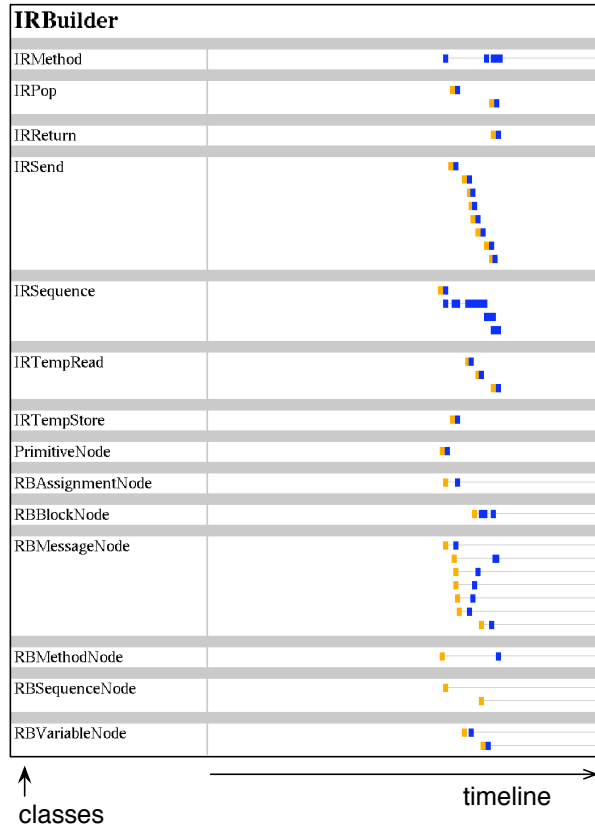 IRBuilder
IRMethod
IRPop
IRReturn
IRSend
IRSequence
IRTempRead
IRTempStore
PrimitiveNode
RBAssignmentNode
RBBlockNode
RBMessageNode
RBMethodNode
RBSequenceNode
RBVariableNode
classes
timeline